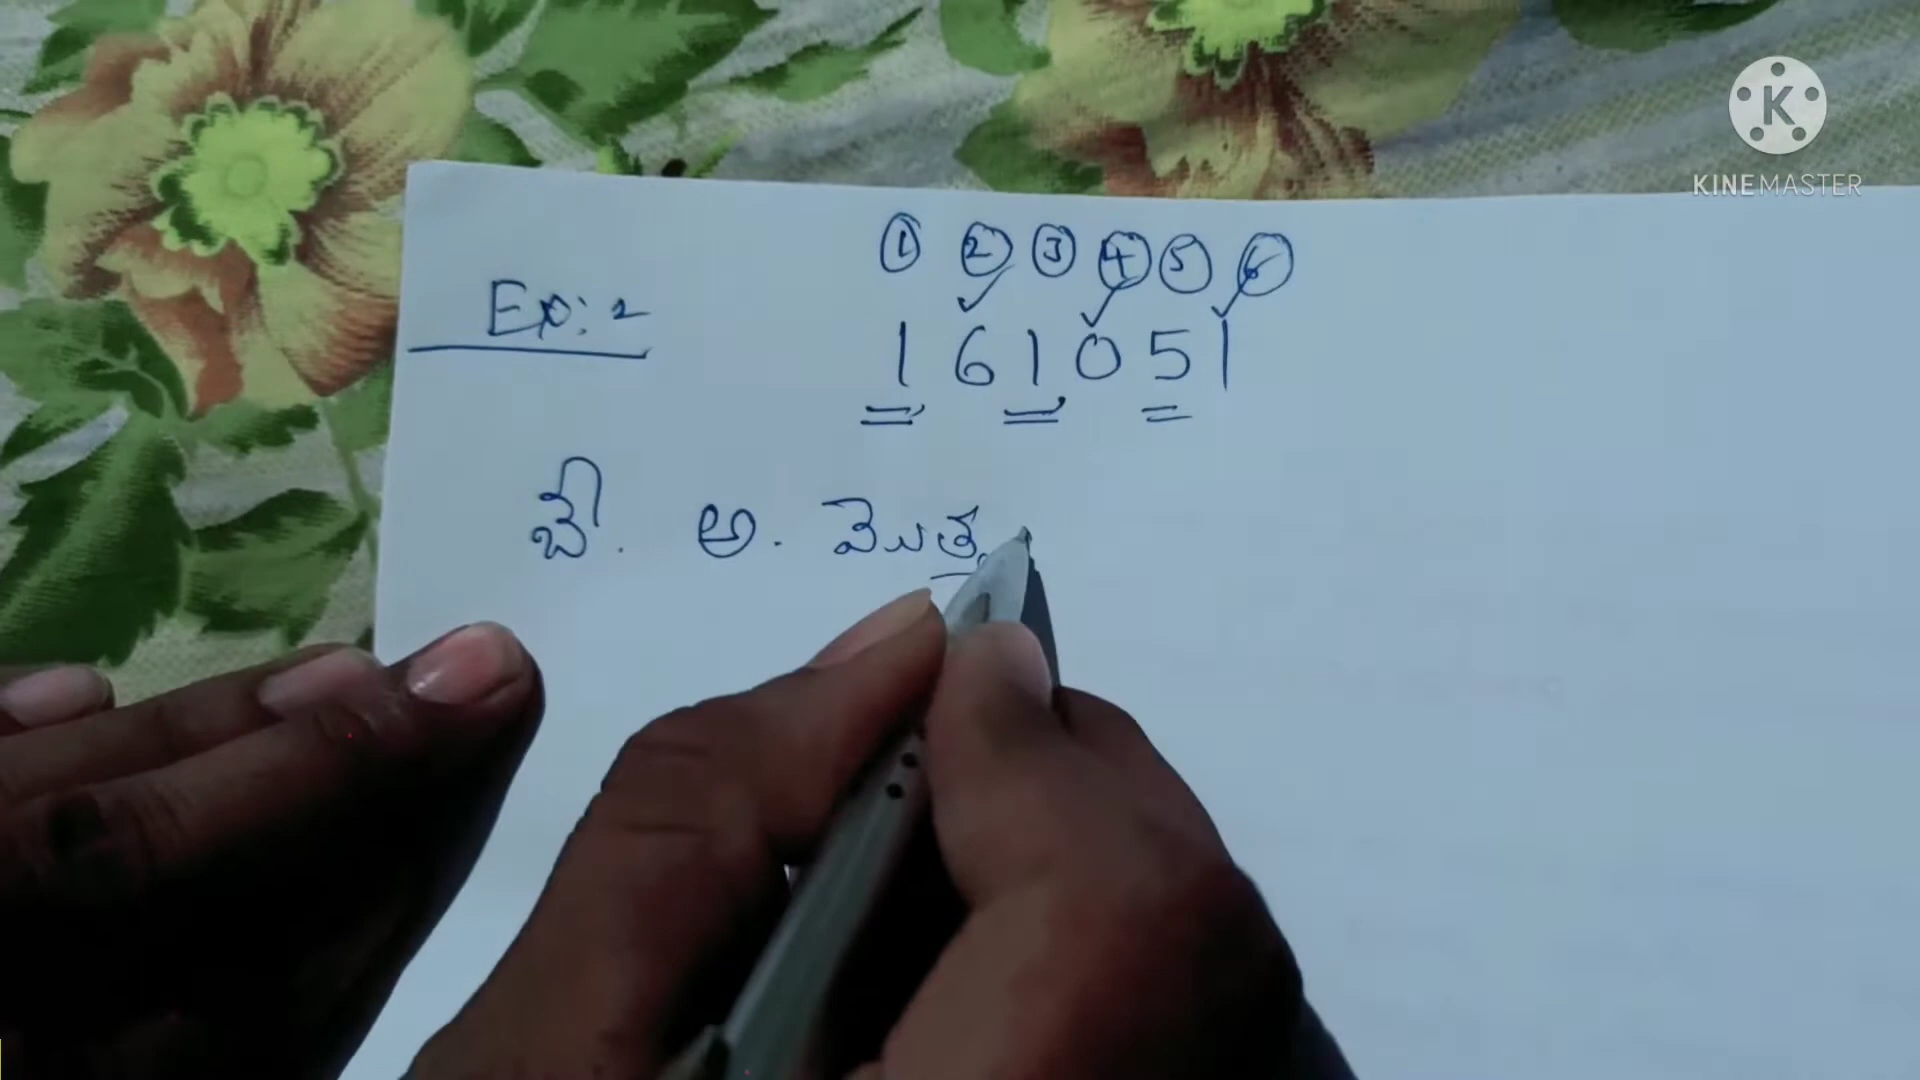 KINEMASTER
① ② ③ ④ ⑤ ⑥
Ex: 2
161051
బే. అ. మొత్త